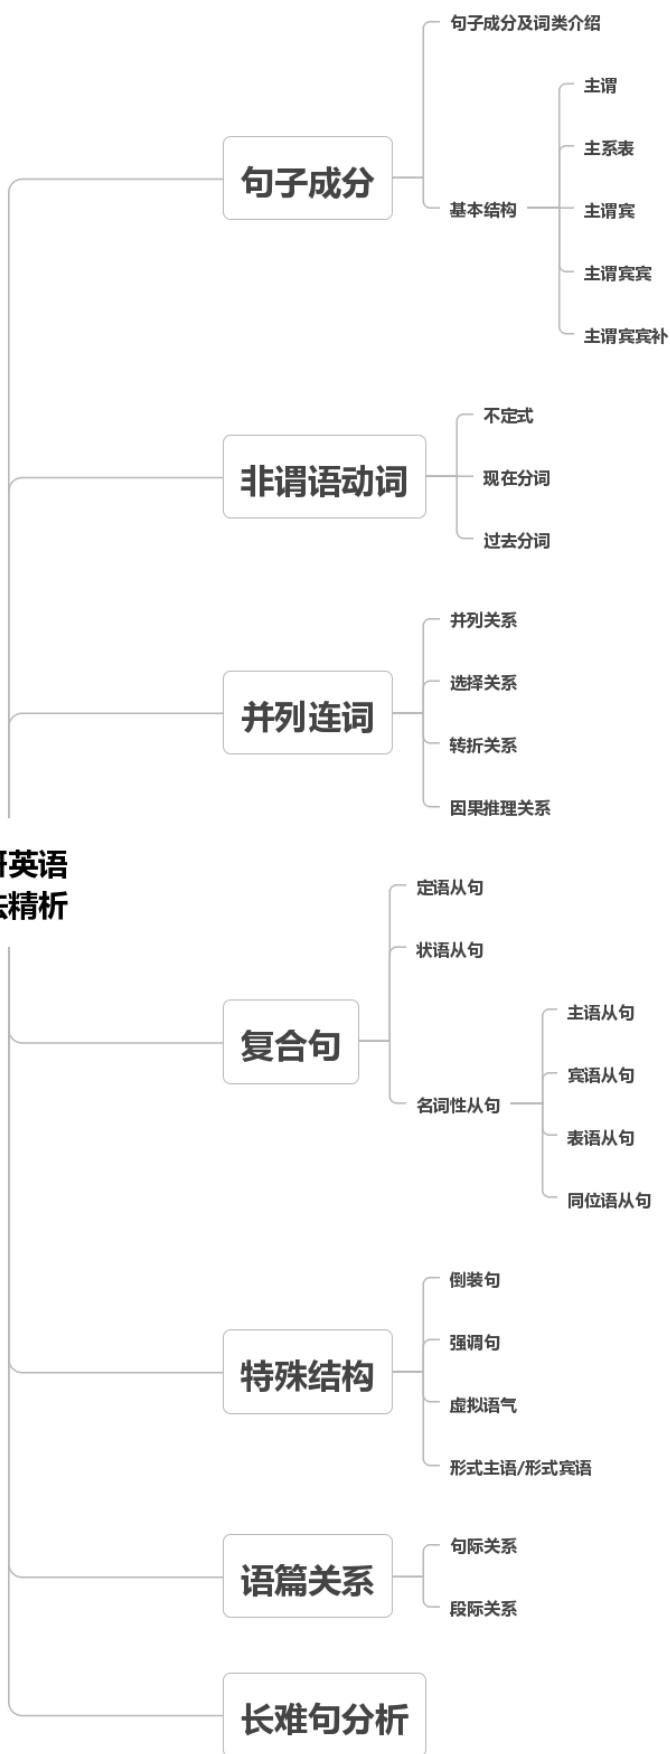 句子成分及词类介绍
主谓
主系表
句子成分
基本结构
主谓宾
主谓宾宾
主谓宾宾补
不定式
非谓语动词
现在分词
过去分词
并列关系
选择关系
并列连词
转折关系
因果推理关系
研英语
法精析
定语从句
状语从句
主语从句
复合句
宾语从句
名词性从句
表语从句
同位语从句
倒装句
强调句
特殊结构
虚拟语气
形式主语/形式宾语
句际关系
语篇关系
段际关系
长难句分析